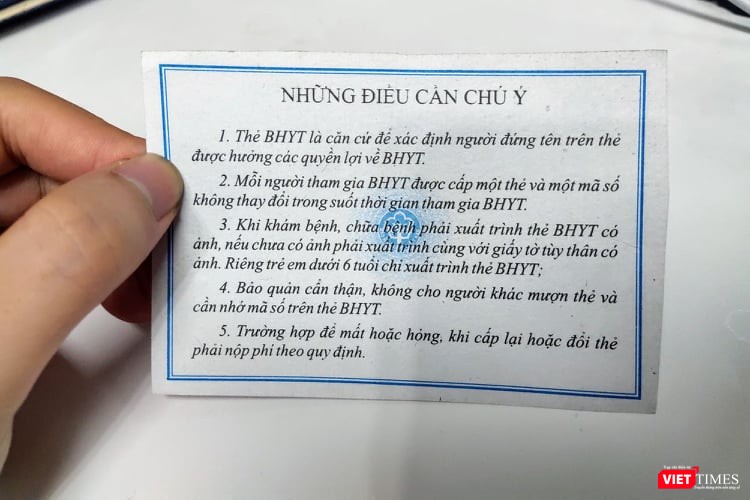 NHỮNG ĐIỀU CẦN CHÚ Ý
1. Thẻ BHYT là căn cứ để xác định người đứng tên trên thẻ
được hưởng các quyền lợi về BHYT.
2. Mỗi người tham gia BHYT được cấp một thẻ và một mã số
không thay đổi trong suốt thời gian tham gia BHYT.
3. Khi khám bệnh, chữa bệnh phải xuất trình thẻ BHYT có
ảnh, nếu chưa có ảnh phải xuất trình cùng với giấy tờ tùy thân có
ảnh. Riêng trẻ em dưới 6 tuổi chỉ xuất trình thẻ BHYT;
4. Bảo quản cẩn thận, không cho người khác mượn thẻ và
cần nhớ mã số trên thẻ BHYT.
5. Trường hợp để mất hoặc hỏng, khi cấp lại hoặc đổi thẻ
phải nộp phí theo quy định.
VIETTIMES